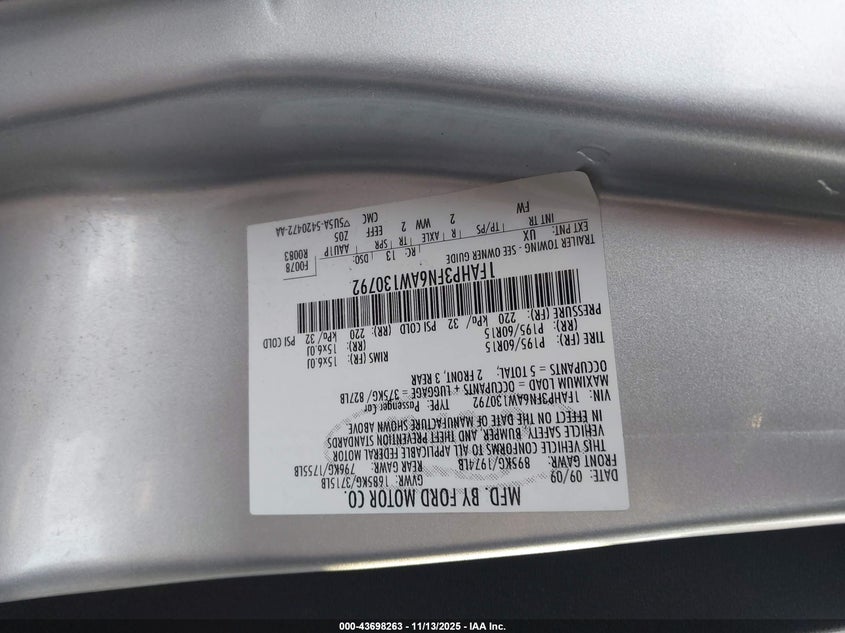 MFD. BY FORD MOTOR CO.
DATE: 09/09 GVWR: 1685KG/3715LB
FRONT GAWR: 895KG/1974LB REAR GAWR: 796KG/1755LB
THIS VEHICLE CONFORMS TO ALL APPLICABLE FEDERAL MOTOR
VEHICLE SAFETY, BUMPER, AND THEFT PREVENTION STANDARDS
IN EFFECT ON THE DATE OF MANUFACTURE SHOWN ABOVE.
VIN: 1FAHP3FN6AW130792 TYPE: Passenger Car
MAXIMUM LOAD = OCCUPANTS + LUGGAGE = 375KG/827LB
OCCUPANTS = 5 TOTAL; 2 FRONT, 3 REAR
TIRE (FR): P195/60R15 RIMS (FR): 15x6.0J
(RR): P195/60R15 (RR): 15x6.0J
PRESSURE (FR): 220 kPa/32 PSI COLD (RR): 220 kPa/32 PSI COLD
1FAHP3FN6AW130792
TRAILER TOWING - SEE OWNER GUIDE
EXT PNT: UX RC: 13 DSO: F0078
R0083
INT TR TP/PS R AXLE TR SPR AAU1P
FW 2 WW 2 EEFF Z05
CMC ▽5U5A-5420472-AA
000-43698263 - 11/13/2025 - IAA Inc.